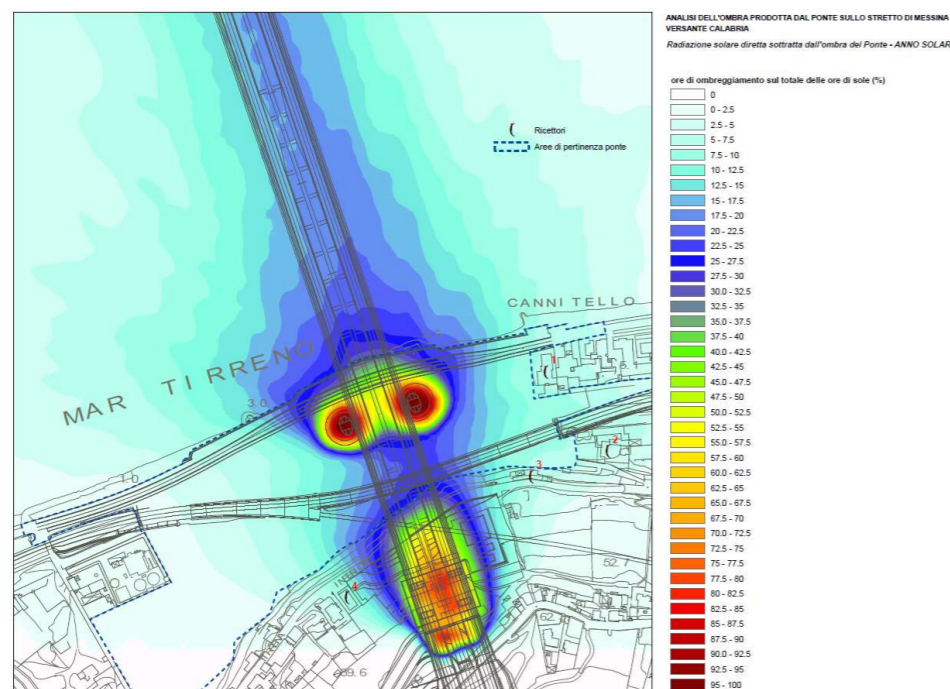 ANALISI DELL'OMBRA PRODOTTA DAL PONTE SULLO STRETTO DI MESSINA
VERSANTE CALABRIA
Radiazione solare diretta sottratta dall'ombra del Ponte - ANNO SOLAR
ore di ombreggiamento sul totale delle ore di sole (%)
0
0 - 2.5
2.5 - 5
5 - 7.5
7.5 - 10
10 - 12.5
12.5 - 15
15 - 17.5
17.5 - 20
20 - 22.5
22.5 - 25
25 - 27.5
27.5 - 30
30.0 - 32.5
32.5 - 35
35.0 - 37.5
37.5 - 40
40.0 - 42.5
42.5 - 45
45.0 - 47.5
47.5 - 50
50.0 - 52.5
52.5 - 55
55.0 - 57.5
57.5 - 60
60.0 - 62.5
62.5 - 65
65.0 - 67.5
67.5 - 70
70.0 - 72.5
72.5 - 75
75 - 77.5
77.5 - 80
80 - 82.5
82.5 - 85
85 - 87.5
87.5 - 90
90.0 - 92.5
92.5 - 95
95 - 100
Ricettori
Aree di pertinenza ponte
CANNI TELLO
MAR TI RRENO
3.0
1.0
1
2
3
4
52.7
62